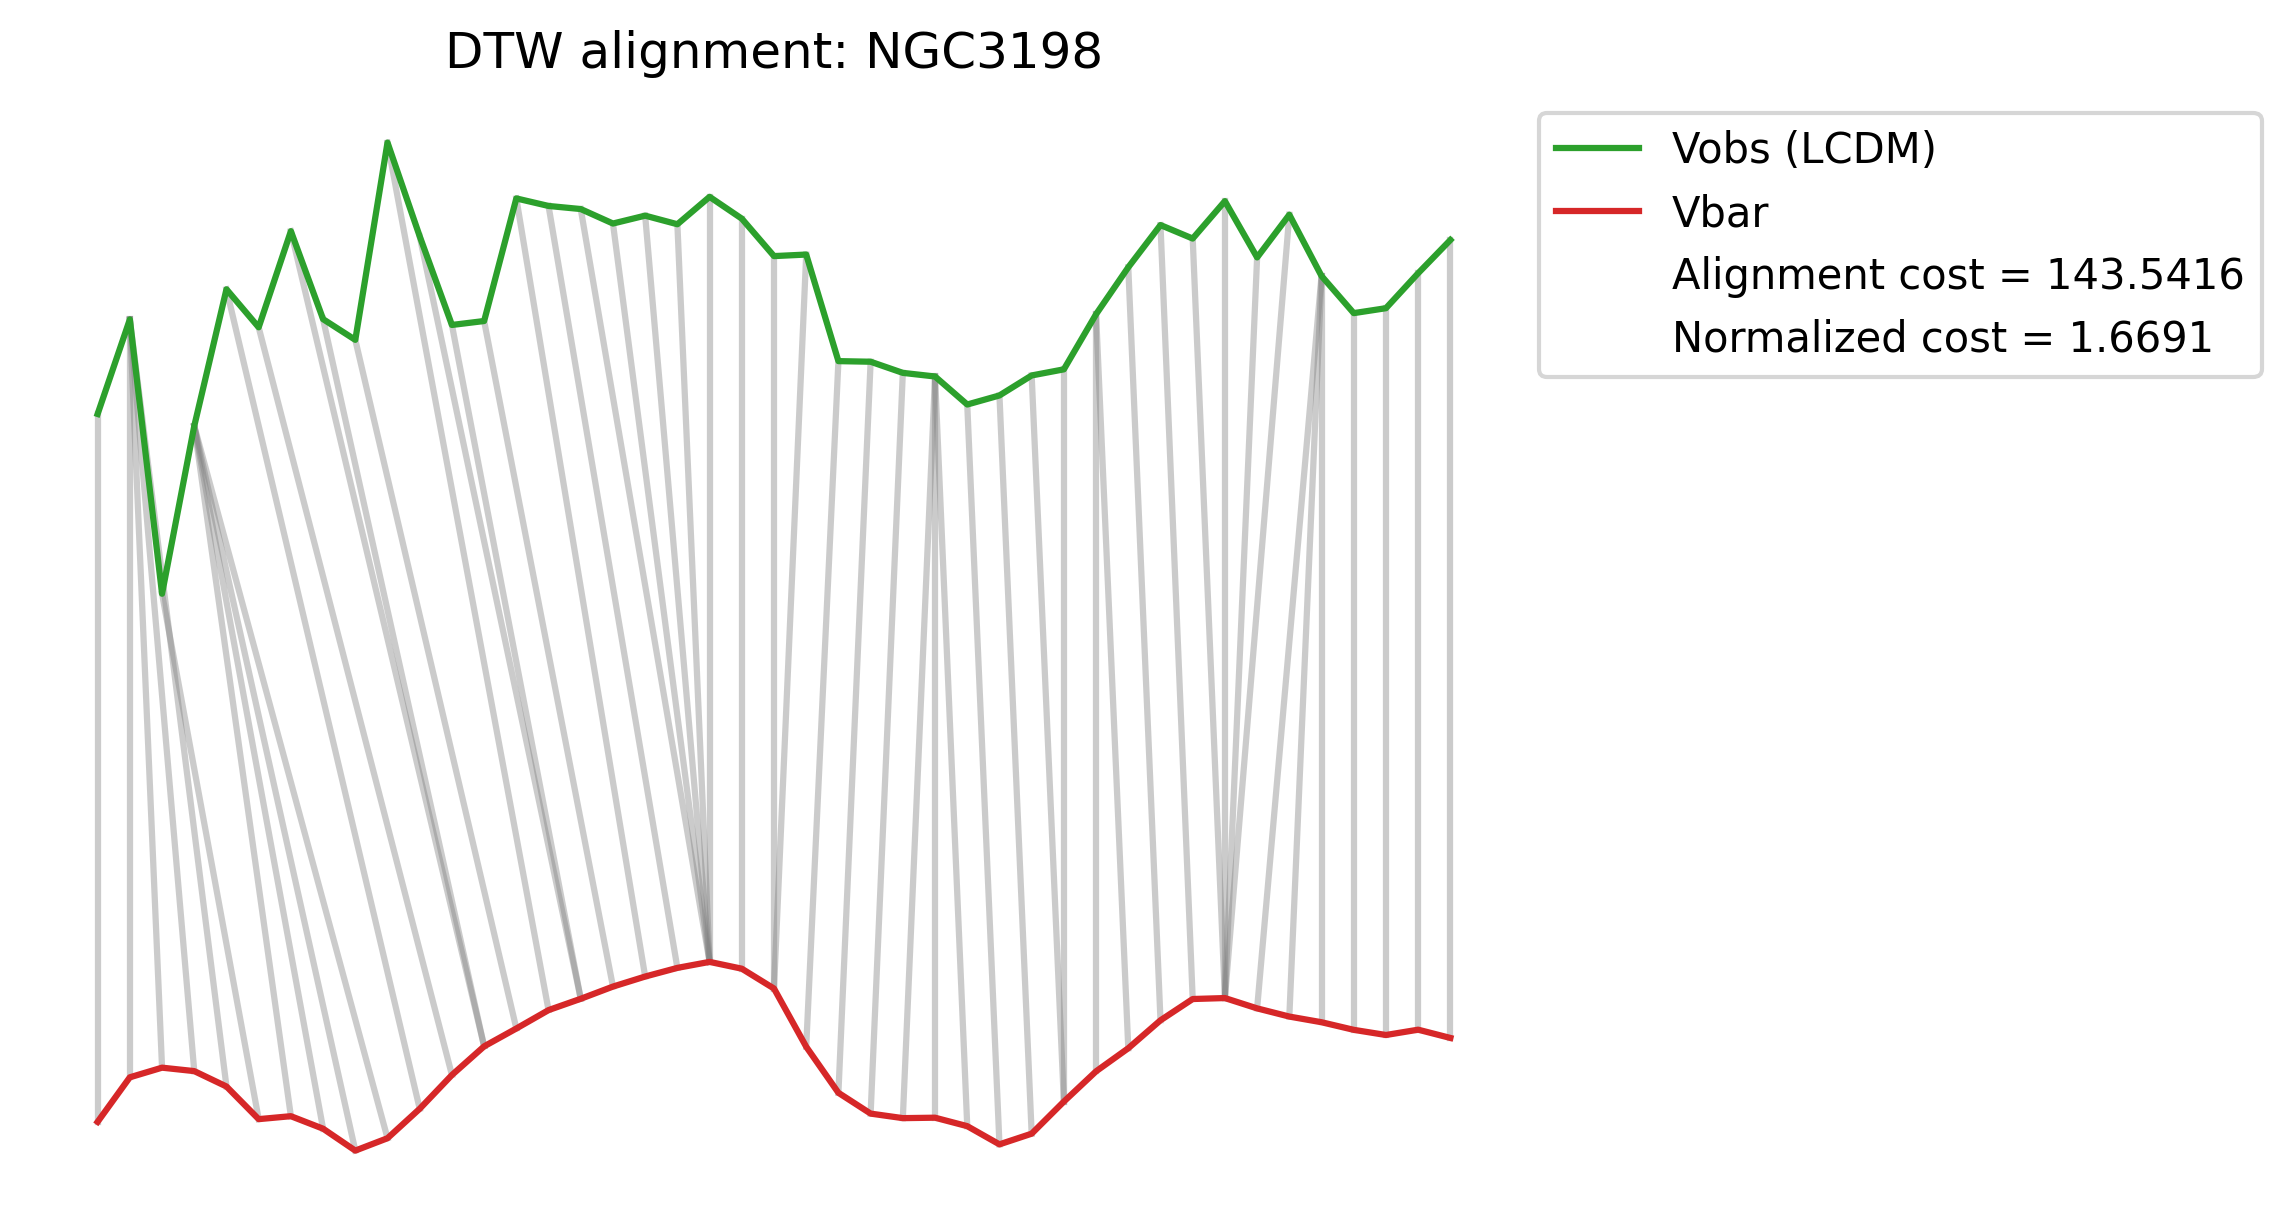 DTW alignment: NGC3198
Vobs (LCDM)
Vbar
Alignment cost = 143.5416
Normalized cost = 1.6691